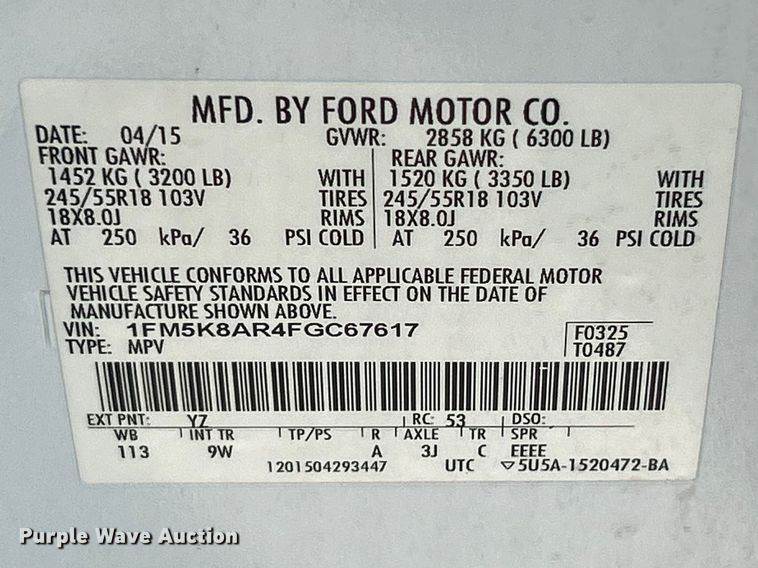 MFD. BY FORD MOTOR CO.
DATE: 04/15 GVWR: 2858 KG ( 6300 LB)
FRONT GAWR: REAR GAWR:
1452 KG ( 3200 LB) WITH 1520 KG ( 3350 LB) WITH
245/55R18 103V TIRES 245/55R18 103V TIRES
18X8.0J RIMS 18X8.0J RIMS
AT 250 kPa/ 36 PSI COLD AT 250 kPa/ 36 PSI COLD
THIS VEHICLE CONFORMS TO ALL APPLICABLE FEDERAL MOTOR
VEHICLE SAFETY STANDARDS IN EFFECT ON THE DATE OF
MANUFACTURE SHOWN ABOVE.
VIN: 1FM5K8AR4FGC67617 F0325
TYPE: MPV T0487
EXT PNT: YZ RC: 53 DSO:
WB INT TR TP/PS R AXLE TR SPR
113 9W A 3J C EEEE
1201504293447 UTC ▽5U5A-1520472-BA
Purple Wave Auction